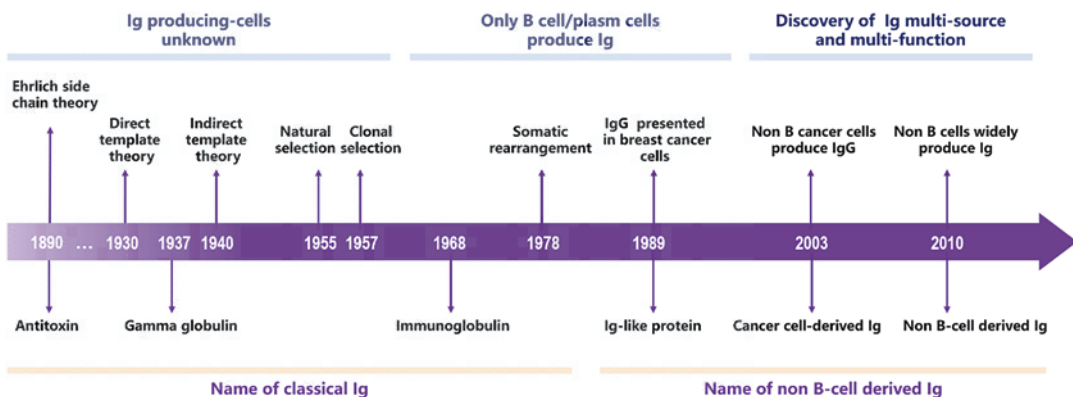 Ig producing-cells
unknown
Only B cell/plasm cells
produce Ig
Discovery of Ig multi-source
and multi-function
Ehrlich side
chain theory
Direct
template
theory
Indirect
template
theory
Natural
selection
Clonal
selection
Somatic
rearrangement
IgG presented
in breast cancer
cells
Non B cancer cells
produce IgG
Non B cells widely
produce Ig
1890 ... 1930 1937 1940 1955 1957 1968 1978 1989 2003 2010
Antitoxin
Gamma globulin
Immunoglobulin
Ig-like protein
Cancer cell-derived Ig
Non B-cell derived Ig
Name of classical Ig
Name of non B-cell derived Ig